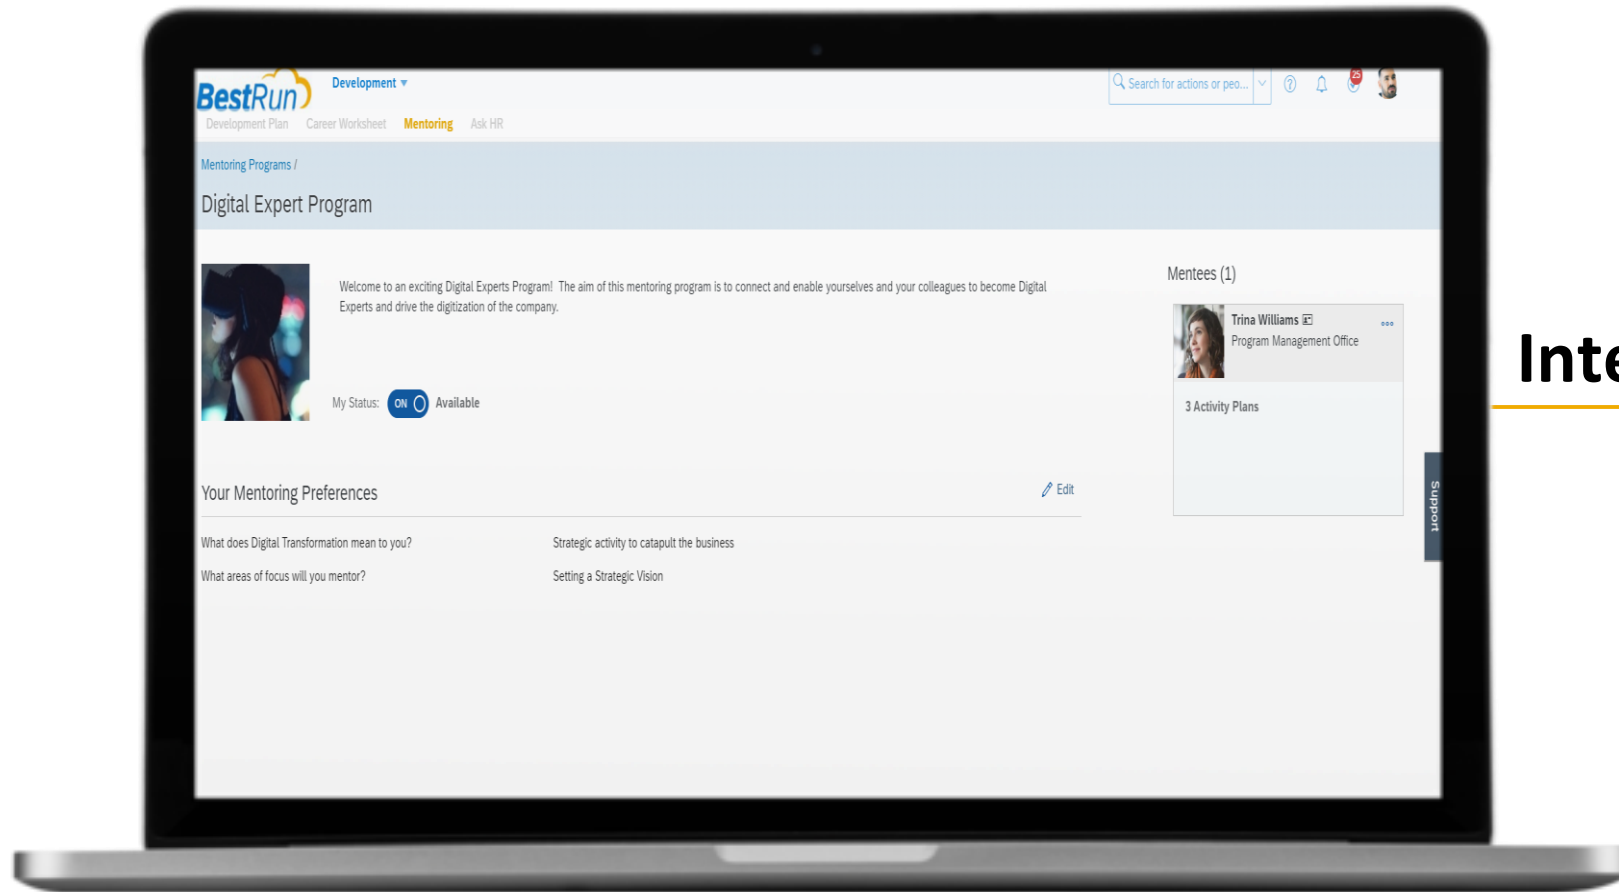 BestRun
Development
Search for actions or peo...
25
Development Plan Career Worksheet Mentoring Ask HR
Mentoring Programs /
Digital Expert Program
Welcome to an exciting Digital Experts Program! The aim of this mentoring program is to connect and enable yourselves and your colleagues to become Digital
Experts and drive the digitization of the company.
My Status: ON Available
Your Mentoring Preferences
Edit
What does Digital Transformation mean to you? Strategic activity to catapult the business
What areas of focus will you mentor? Setting a Strategic Vision
Mentees (1)
Trina Williams
Program Management Office
3 Activity Plans
Support
Inte